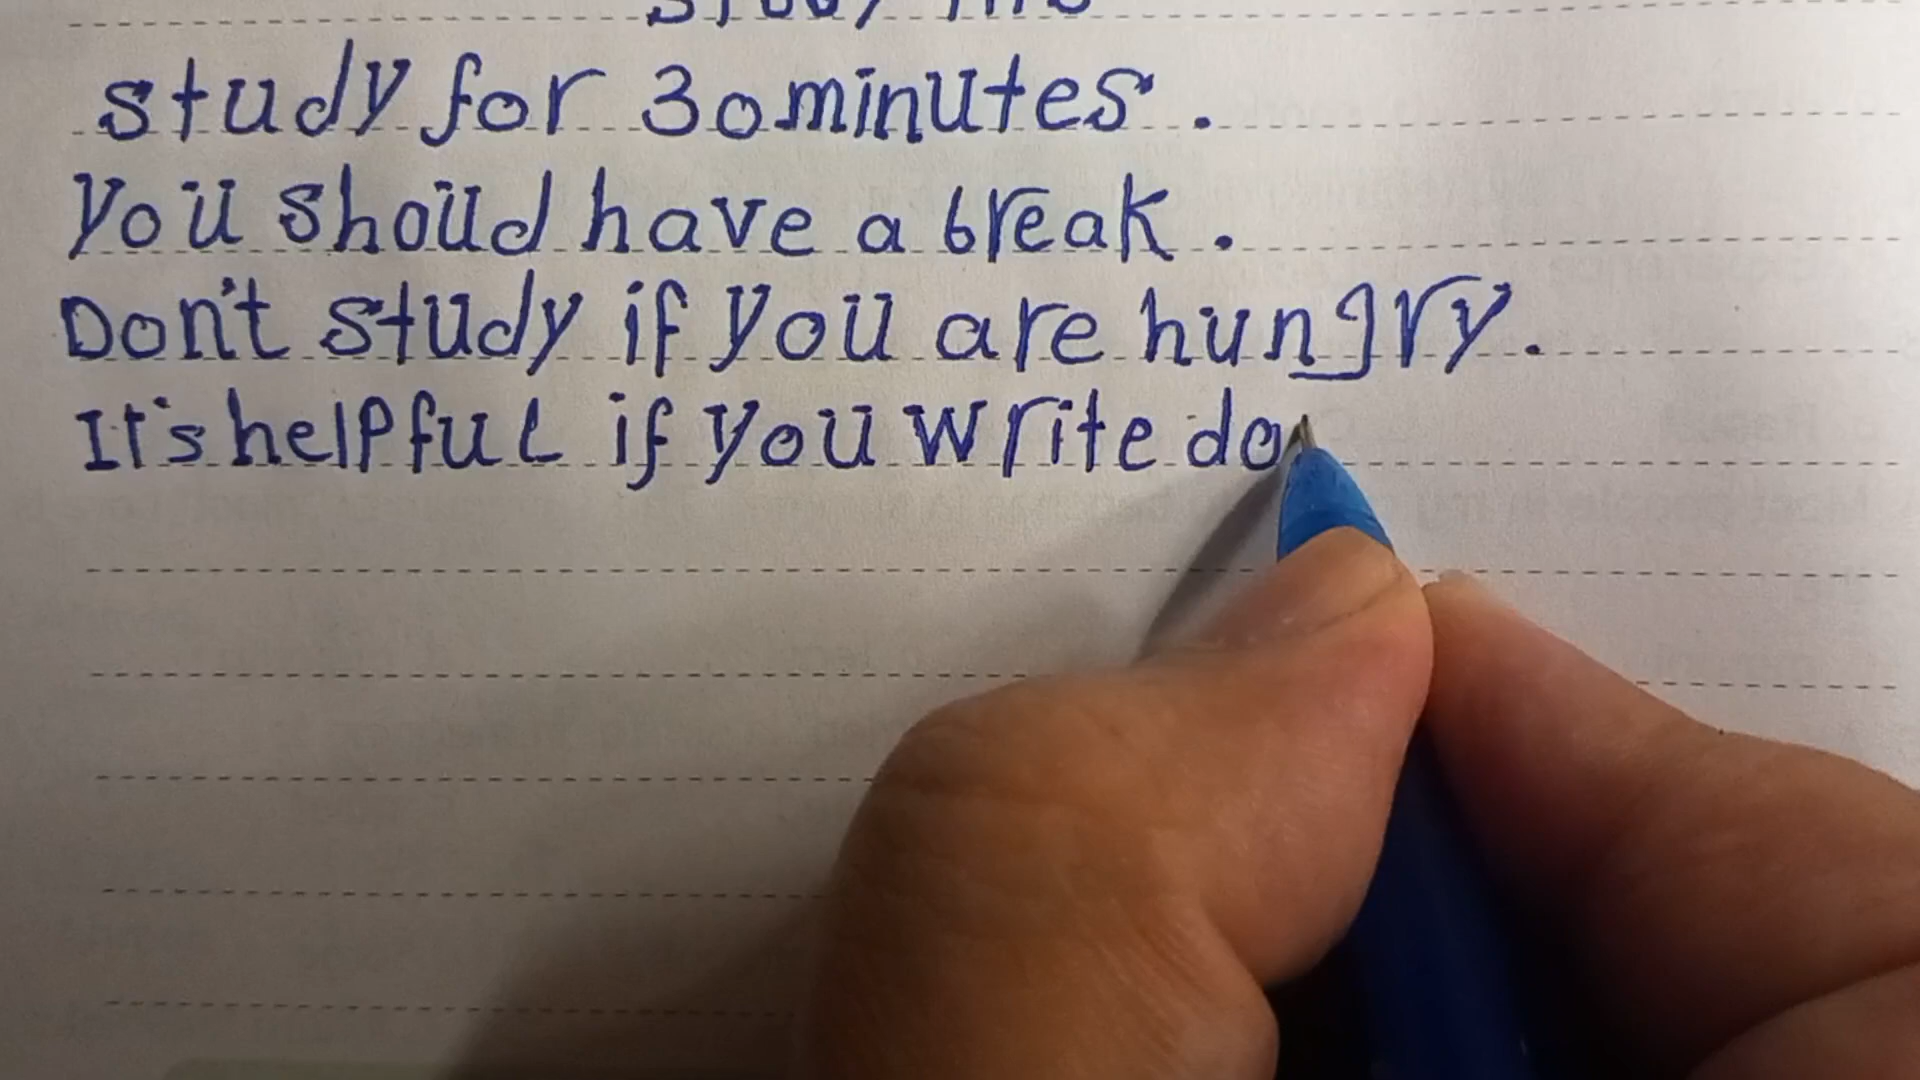 study for 30 minutes.
You shoud have a break.
Don't study if you are hungry.
It's helpful if you write do